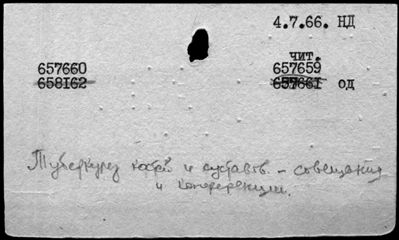 4.7.66. НД
чит.
657660 657659
658162 657661 од
Туберкулез костей и суставов. – совещания
и конференции.